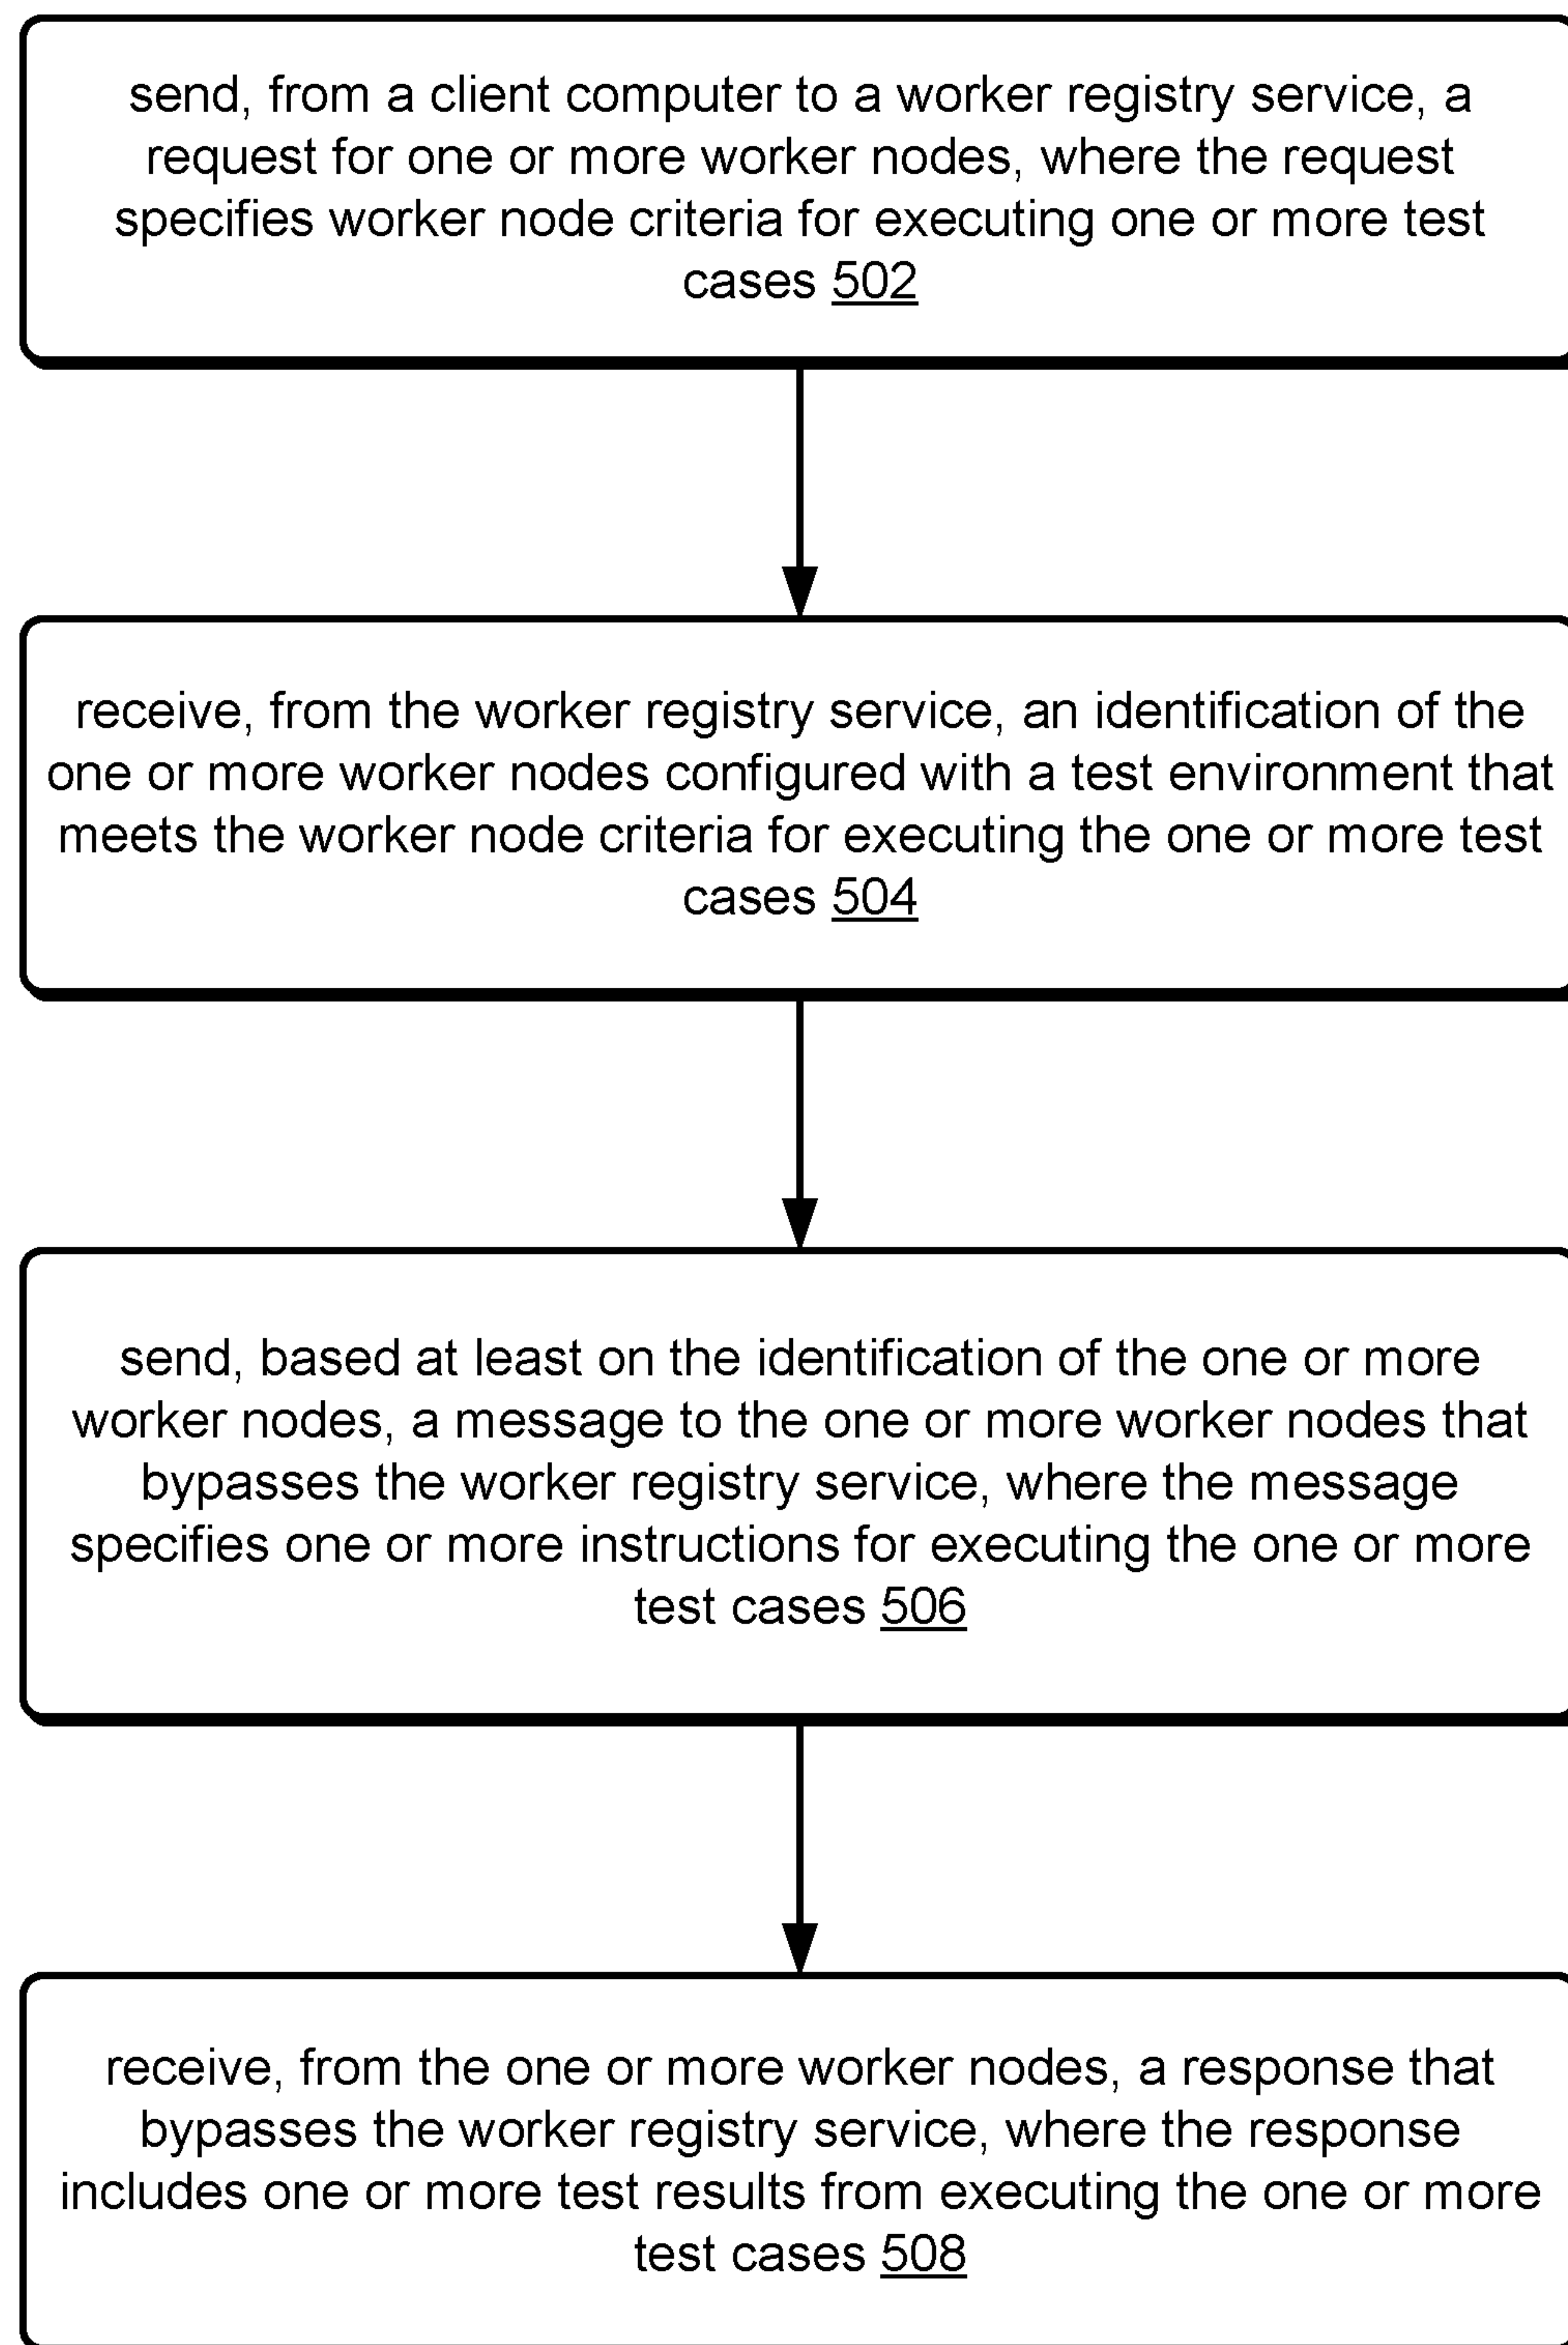 send, from a client computer to a worker registry service, a
request for one or more worker nodes, where the request
specifies worker node criteria for executing one or more test
cases 502
receive, from the worker registry service, an identification of the
one or more worker nodes configured with a test environment that
meets the worker node criteria for executing the one or more test
cases 504
send, based at least on the identification of the one or more
worker nodes, a message to the one or more worker nodes that
bypasses the worker registry service, where the message
specifies one or more instructions for executing the one or more
test cases 506
receive, from the one or more worker nodes, a response that
bypasses the worker registry service, where the response
includes one or more test results from executing the one or more
test cases 508